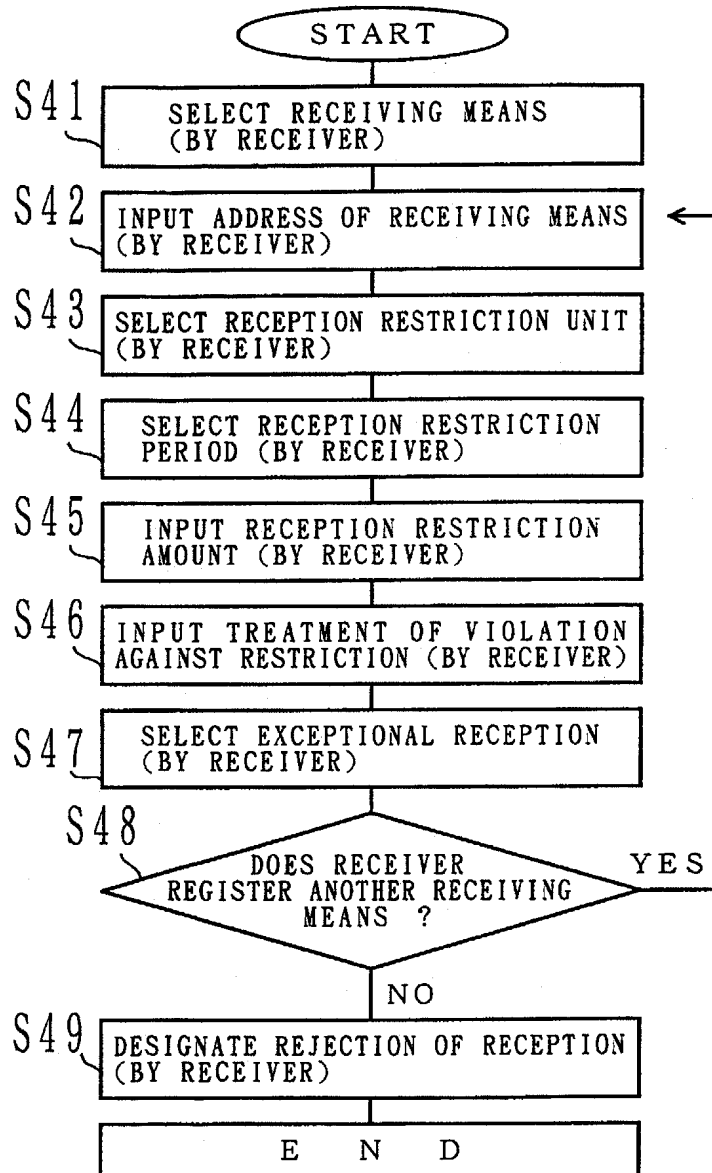 START
S41
SELECT RECEIVING MEANS
(BY RECEIVER)
S42
INPUT ADDRESS OF RECEIVING MEANS
(BY RECEIVER)
S43
SELECT RECEPTION RESTRICTION UNIT
(BY RECEIVER)
S44
SELECT RECEPTION RESTRICTION
PERIOD (BY RECEIVER)
S45
INPUT RECEPTION RESTRICTION
AMOUNT (BY RECEIVER)
S46
INPUT TREATMENT OF VIOLATION
AGAINST RESTRICTION (BY RECEIVER)
S47
SELECT EXCEPTIONAL RECEPTION
(BY RECEIVER)
S48
DOES RECEIVER
REGISTER ANOTHER RECEIVING
MEANS ?
YES
NO
S49
DESIGNATE REJECTION OF RECEPTION
(BY RECEIVER)
E N D